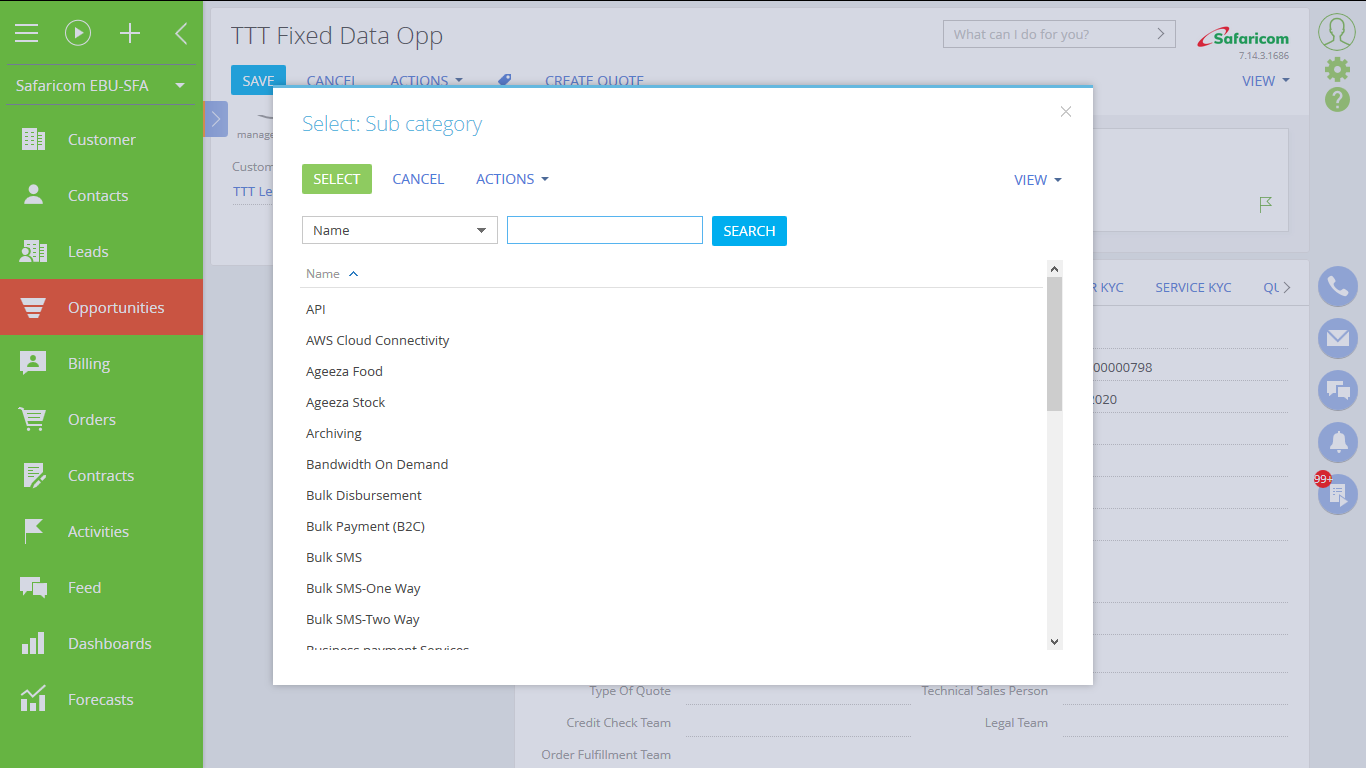 TTT Fixed Data Opp
What can I do for you?
Safaricom
7.14.3.1686
SAVE CANCEL ACTIONS CREATE QUOTE VIEW
Safaricom EBU-SFA
Customer
Contacts
Leads
Opportunities
Billing
Orders
Contracts
Activities
Feed
Dashboards
Forecasts
manage
Custom
TTT Le
Select: Sub category
SELECT CANCEL ACTIONS VIEW
Name SEARCH
Name
API
AWS Cloud Connectivity
Ageeza Food
Ageeza Stock
Archiving
Bandwidth On Demand
Bulk Disbursement
Bulk Payment (B2C)
Bulk SMS
Bulk SMS-One Way
Bulk SMS-Two Way
Business payment Services
R KYC SERVICE KYC QU
00000798
2020
99+
Type Of Quote Technical Sales Person
Credit Check Team Legal Team
Order Fulfillment Team